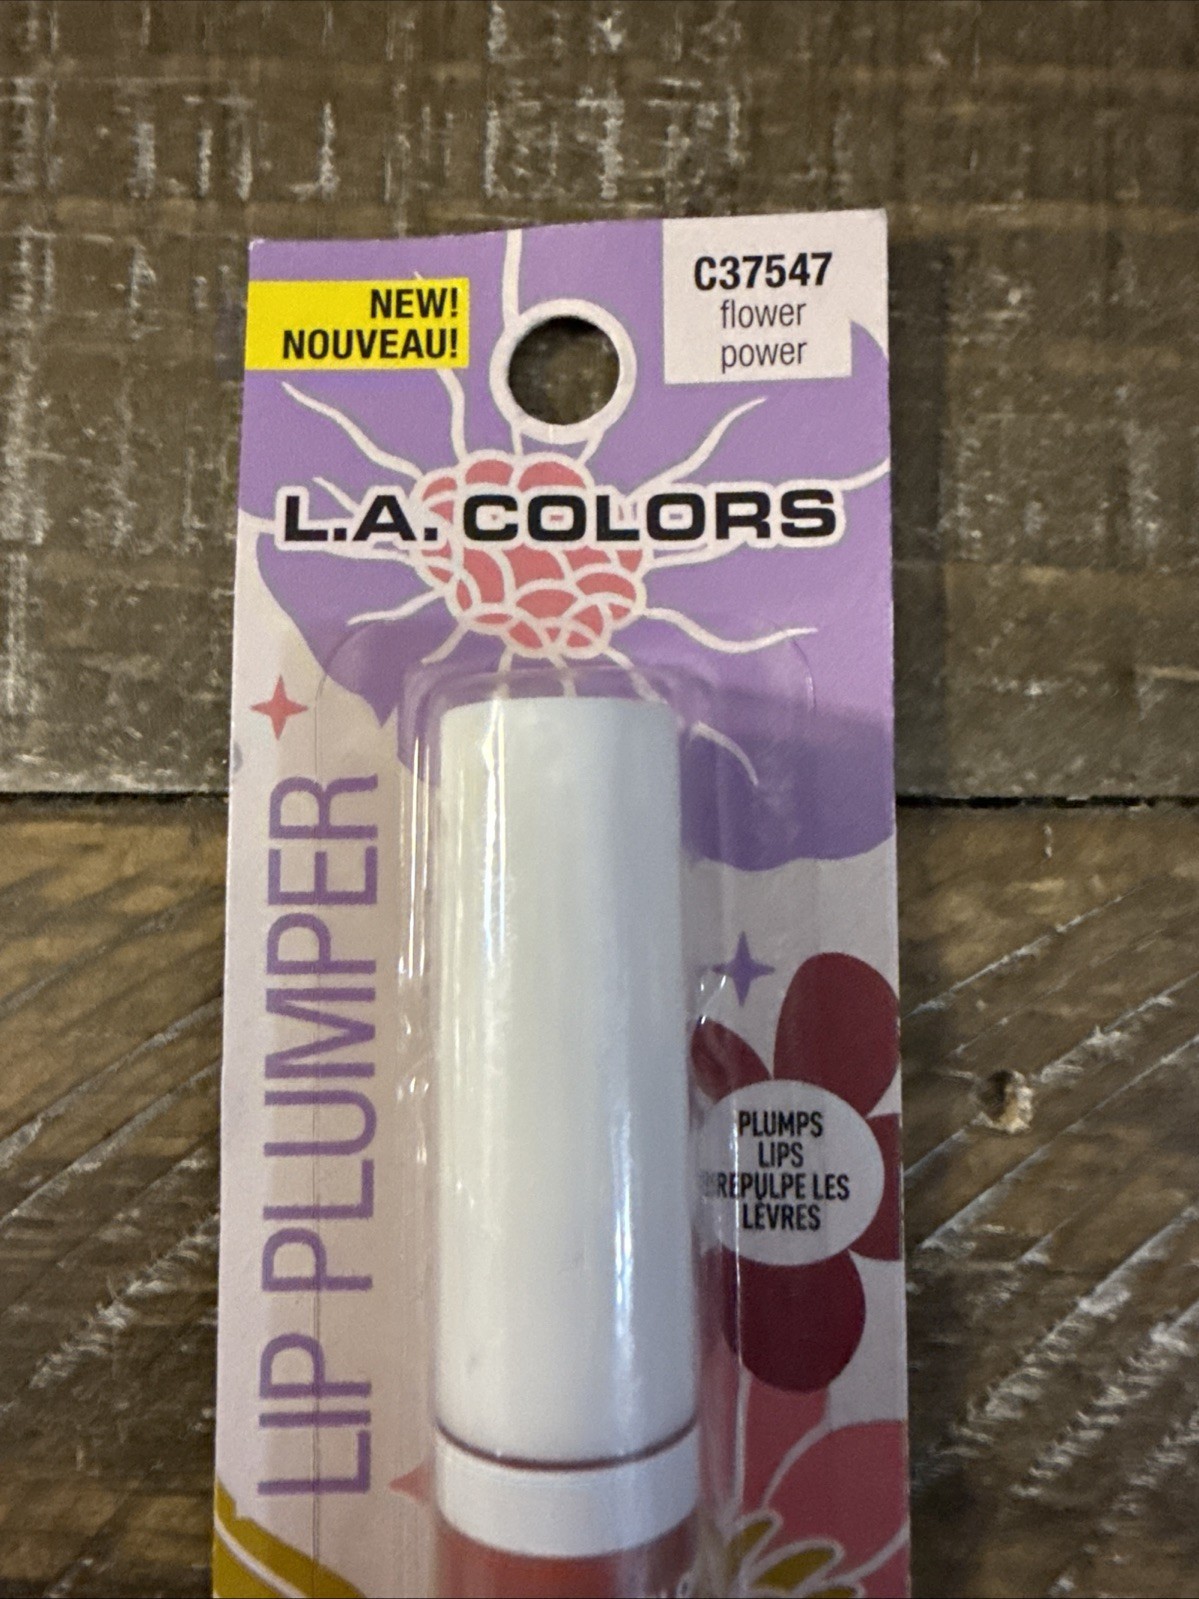 NEW!
NOUVEAU!
C37547
flower
power
L.A. COLORS
LIP PLUMPER
PLUMPS
LIPS
REPULPE LES
LÈVRES